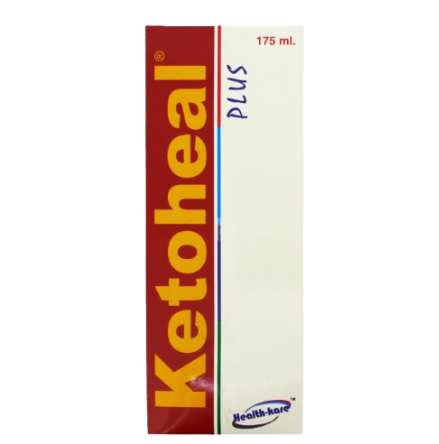 175 ml.
Ketoheal®
PLUS
Health-kare™